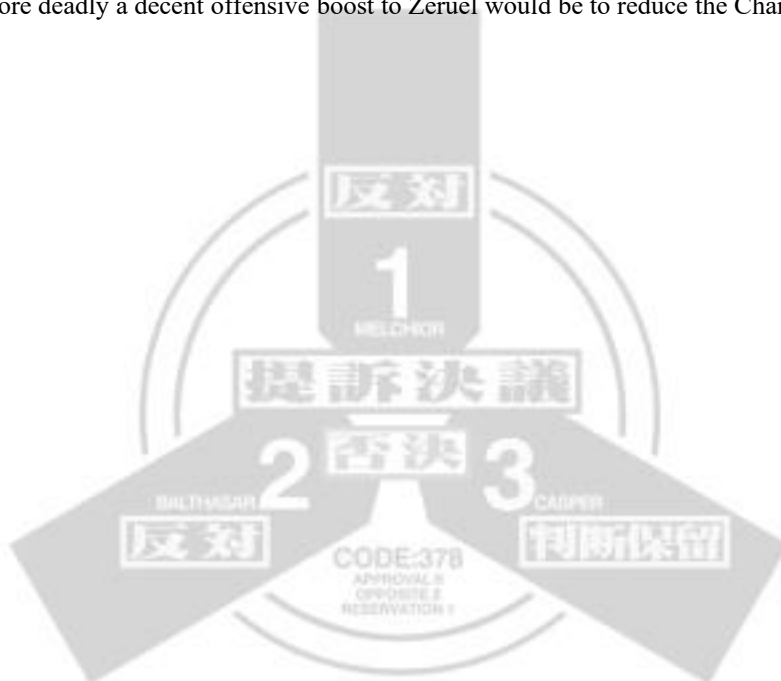 ore deadly a decent offensive boost to Zeruel would be to reduce the Char
反対
1
MELCHIOR
提訴決議
否決
2
3
BALTHASAR
CASPER
反対
判断保留
CODE:378
APPROVAL 0
OPPOSITE 2
RESERVATION 1